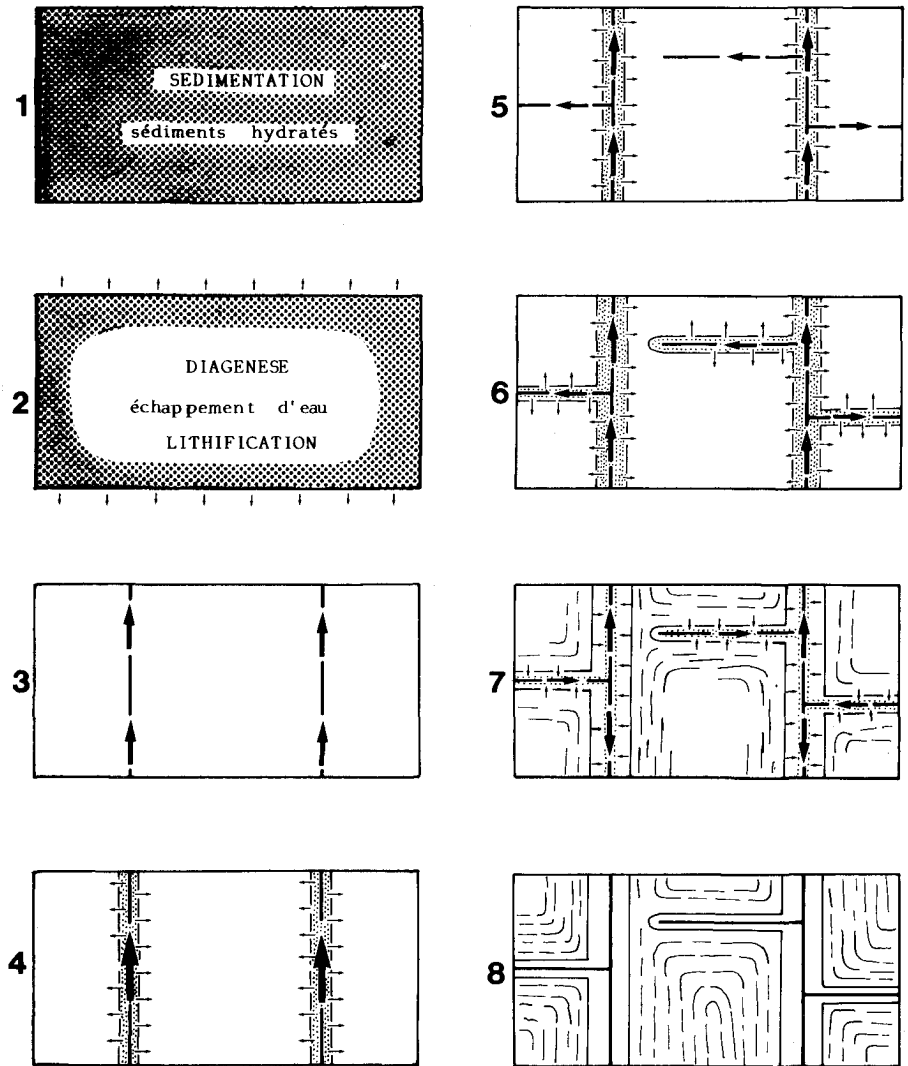 1
SEDIMENTATION
sédiments hydratés
2
DIAGENESE
échappement d'eau
LITHIFICATION
3
4
5
6
7
8